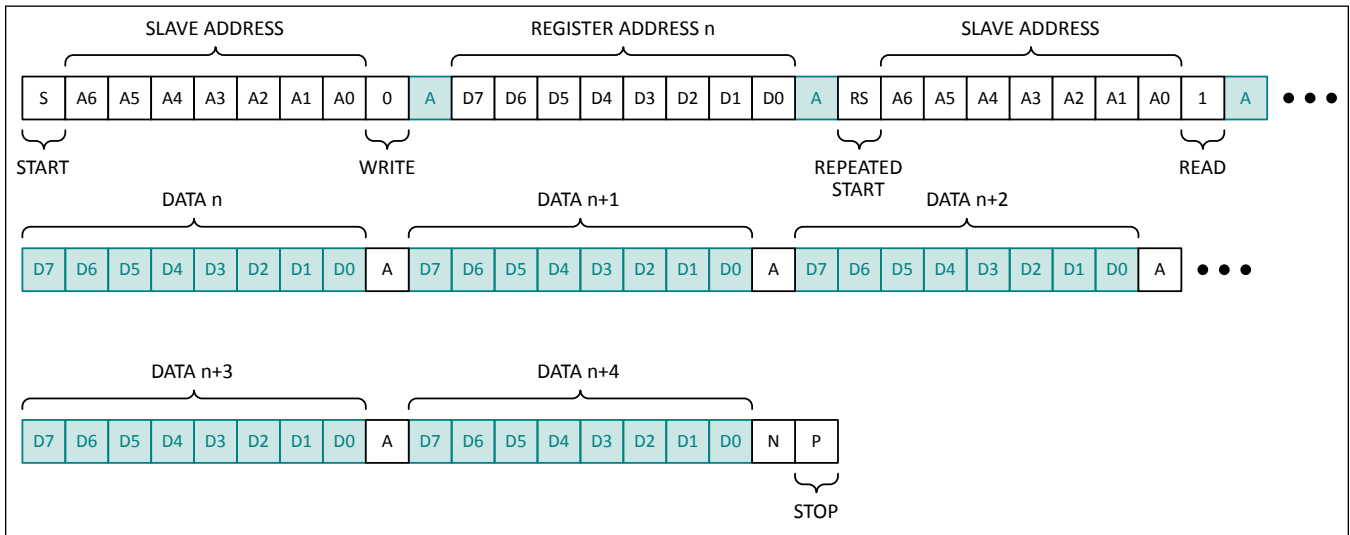 SLAVE ADDRESS REGISTER ADDRESS n SLAVE ADDRESS
S A6 A5 A4 A3 A2 A1 A0 0 A D7 D6 D5 D4 D3 D2 D1 D0 A RS A6 A5 A4 A3 A2 A1 A0 1 A
START WRITE REPEATED START READ
DATA n DATA n+1 DATA n+2
D7 D6 D5 D4 D3 D2 D1 D0 A D7 D6 D5 D4 D3 D2 D1 D0 A D7 D6 D5 D4 D3 D2 D1 D0 A
DATA n+3 DATA n+4
D7 D6 D5 D4 D3 D2 D1 D0 A D7 D6 D5 D4 D3 D2 D1 D0 N P
STOP